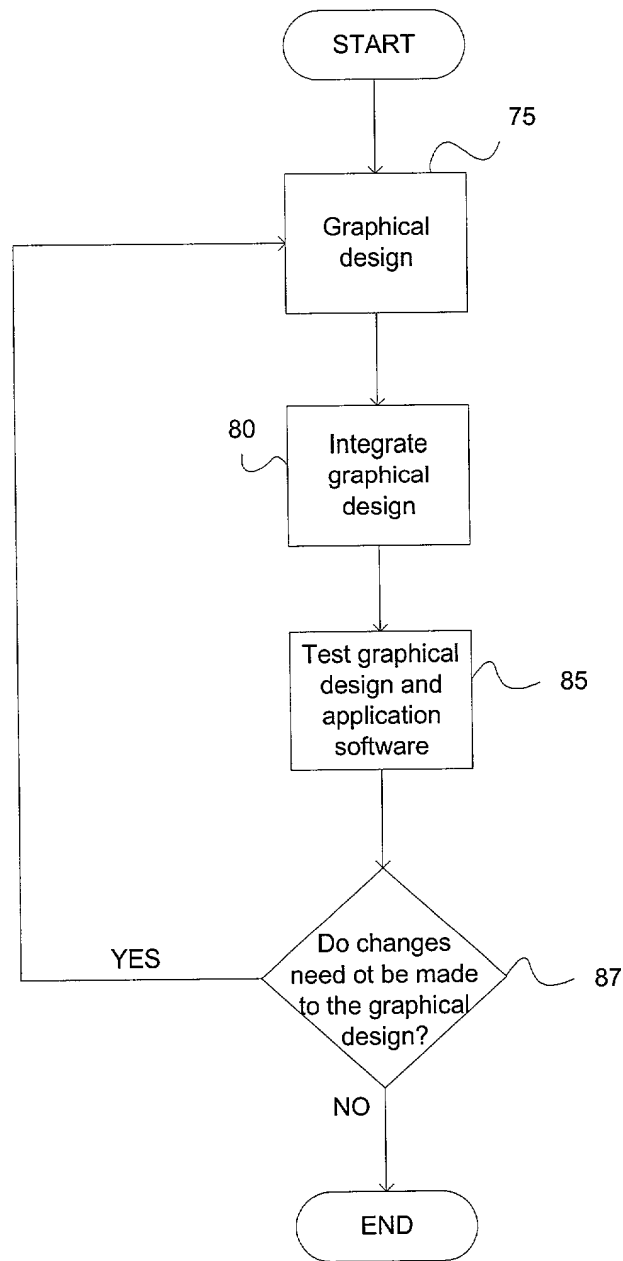 START
75
Graphical
design
80
Integrate
graphical
design
Test graphical
design and
application
software
85
YES
Do changes
need ot be made
to the graphical
design?
87
NO
END